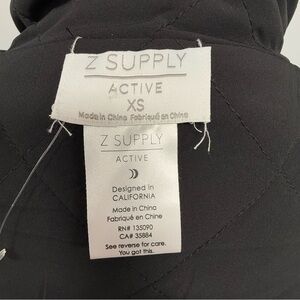 Z SUPPLY
ACTIVE
XS
Made in China Fabriqué en Chine
Z SUPPLY
ACTIVE
Designed in
CALIFORNIA
Made in China
Fabriqué en Chine
RN# 135090
CA# 35884
See reverse for care.
You got this.